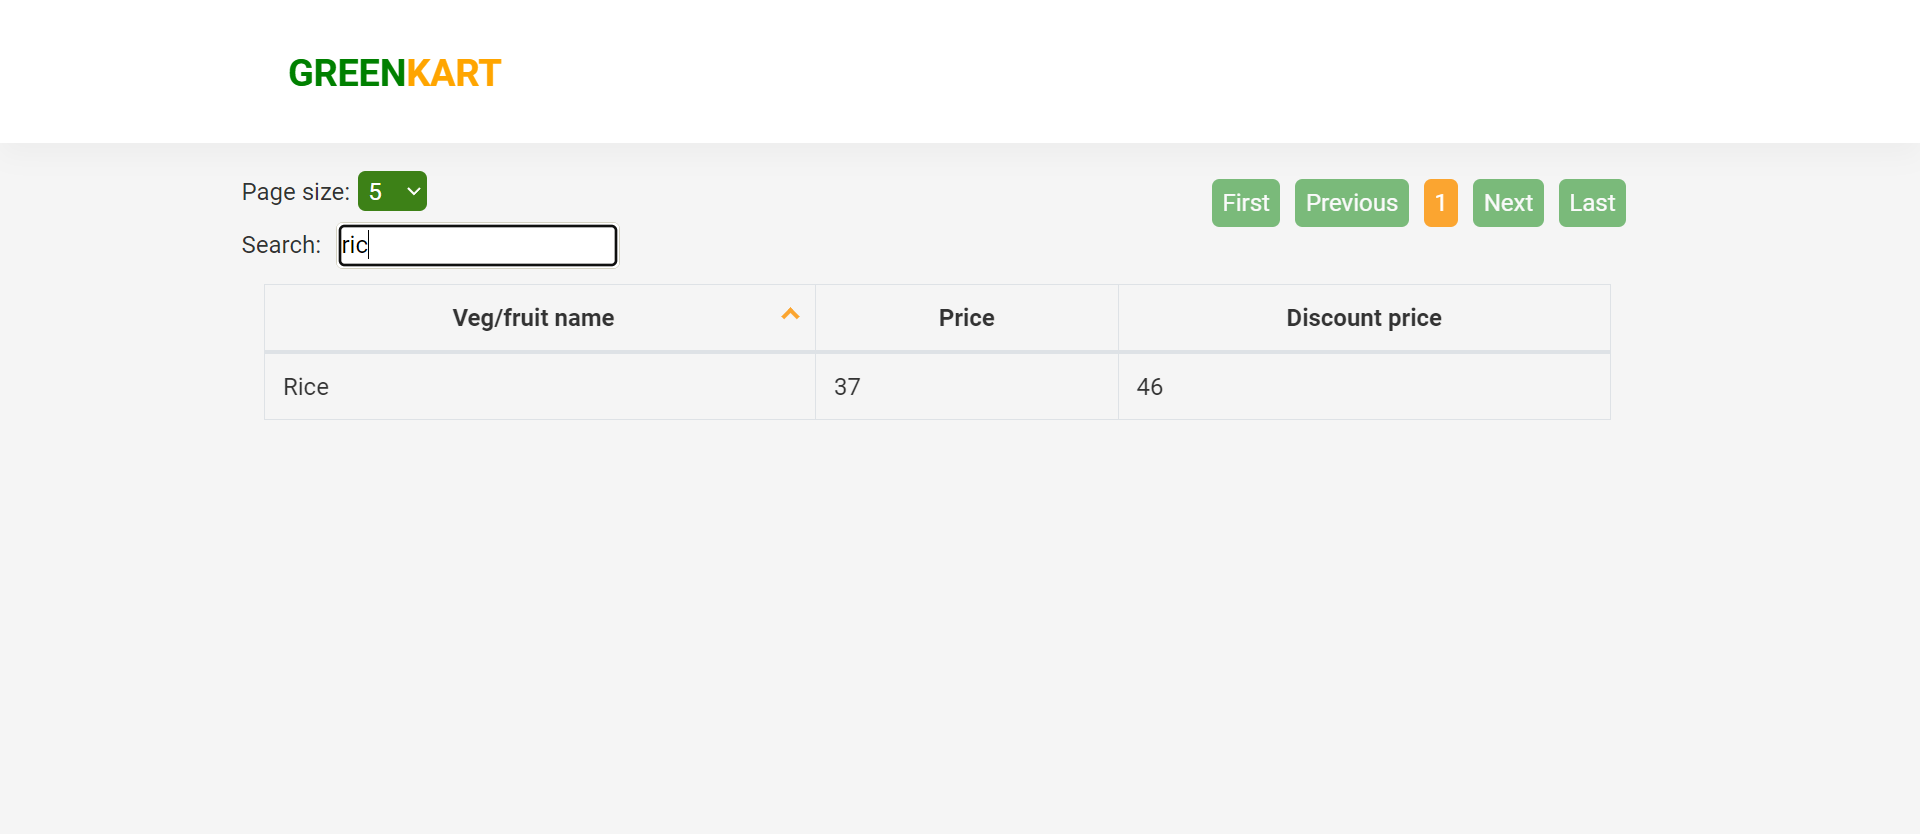 GREENKART
Page size: 5
First Previous 1 Next Last
Search: ric
Veg/fruit name Price Discount price
Rice 37 46